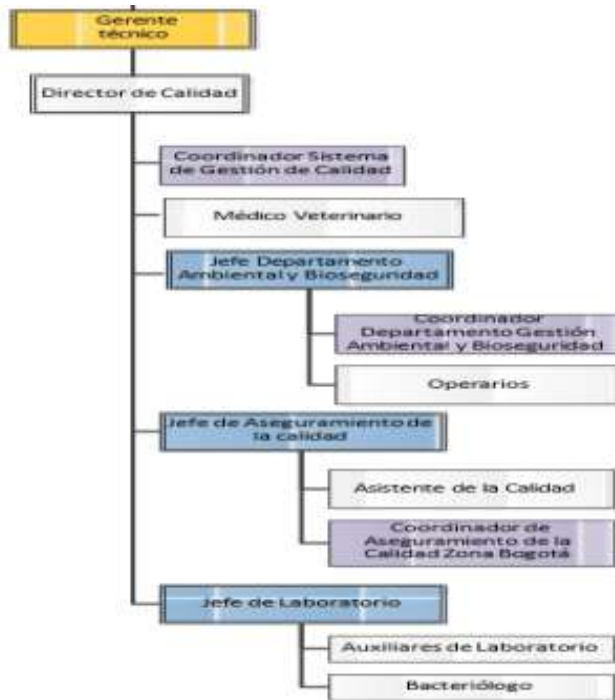 Gerente
técnico
Director de Calidad
Coordinador Sistema
de Gestión de Calidad
Médico Veterinario
Jefe Departamento
Ambiental y Bioseguridad
Coordinador
Departamento Gestión
Ambiental y Bioseguridad
Operarios
Jefe de Aseguramiento de
la calidad
Asistente de la Calidad
Coordinador de
Aseguramiento de la
Calidad Zona Bogotá
Jefe de Laboratorio
Auxiliares de Laboratorio
Bacteriólogo